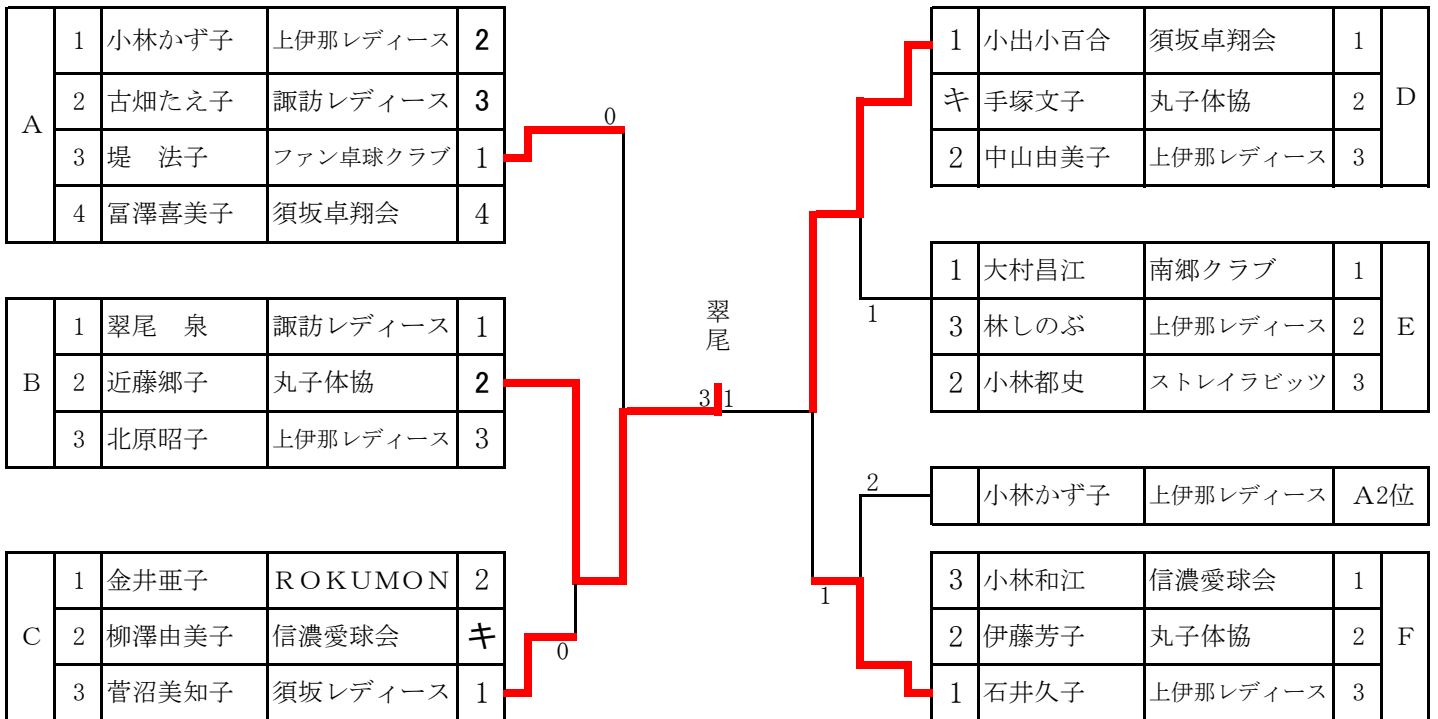 A
1 小林かず子 上伊那レディース 2
2 古畑たえ子 諏訪レディース 3
3 堤　法子 ファン卓球クラブ 1
4 冨澤喜美子 須坂卓翔会 4
0
B
1 翠尾　泉 諏訪レディース 1
2 近藤郷子 丸子体協 2
3 北原昭子 上伊那レディース 3
C
1 金井亜子 ＲＯＫＵＭＯＮ 2
2 柳澤由美子 信濃愛球会 キ
3 菅沼美知子 須坂レディース 1
0
翠尾
3 1
1 小出小百合 須坂卓翔会 1
キ 手塚文子 丸子体協 2
2 中山由美子 上伊那レディース 3
D
1
1 大村昌江 南郷クラブ 1
3 林しのぶ 上伊那レディース 2
2 小林都史 ストレイラビッツ 3
E
2
小林かず子 上伊那レディース A2位
1
3 小林和江 信濃愛球会 1
2 伊藤芳子 丸子体協 2
1 石井久子 上伊那レディース 3
F